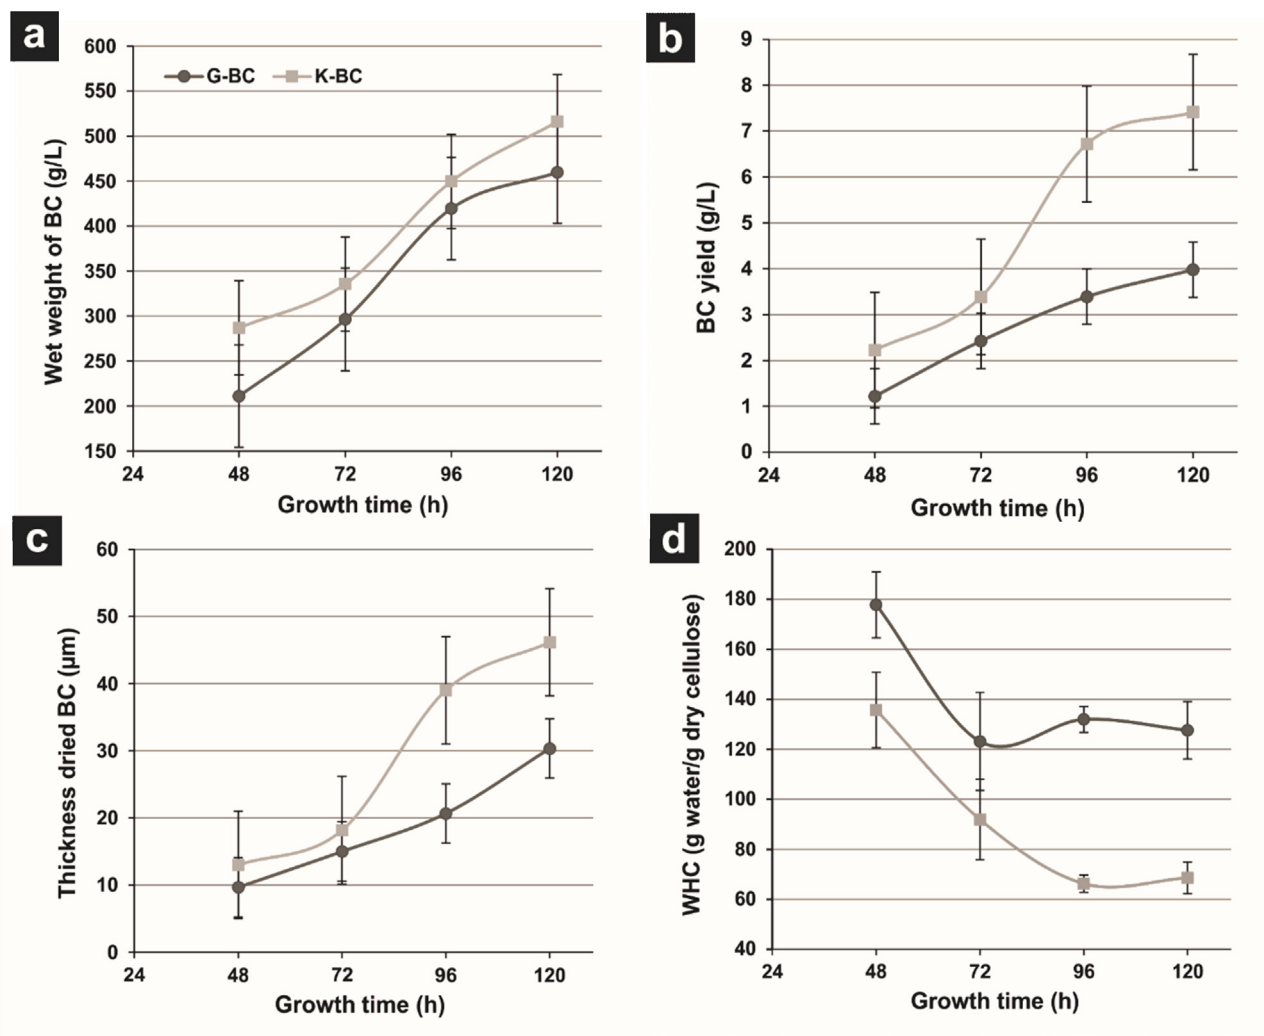 a
Wet weight of BC (g/L)
600
550
500
450
400
350
300
250
200
150
G-BC K-BC
24 48 72 96 120
Growth time (h)
b
BC yield (g/L)
9
8
7
6
5
4
3
2
1
0
24 48 72 96 120
Growth time (h)
c
Thickness dried BC (µm)
60
50
40
30
20
10
0
24 48 72 96 120
Growth time (h)
d
WHC (g water/g dry cellulose)
200
180
160
140
120
100
80
60
40
24 48 72 96 120
Growth time (h)